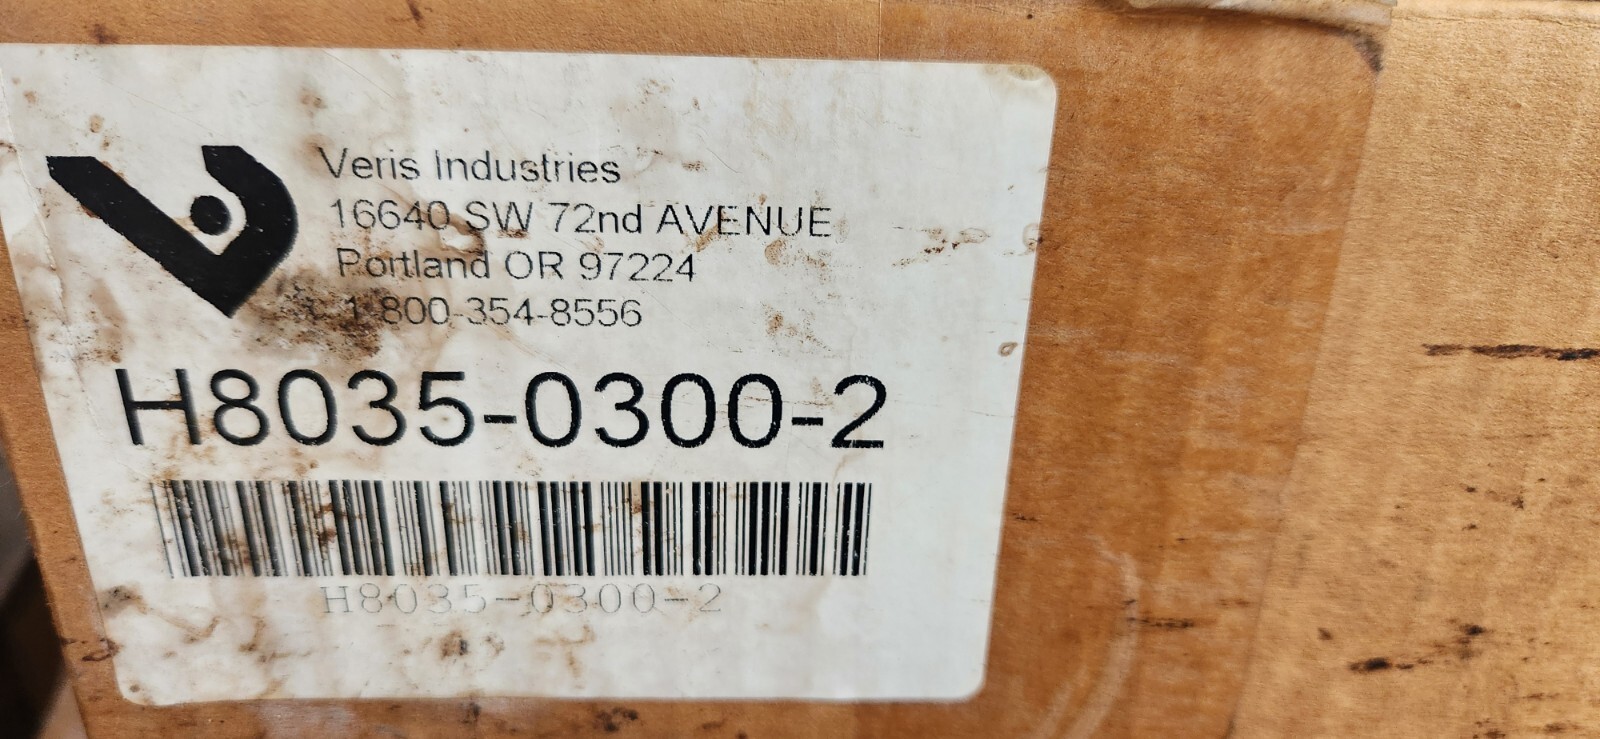 Veris Industries
16640 SW 72nd AVENUE
Portland OR 97224
1-800-354-8556
H8035-0300-2
H8035-0300-2